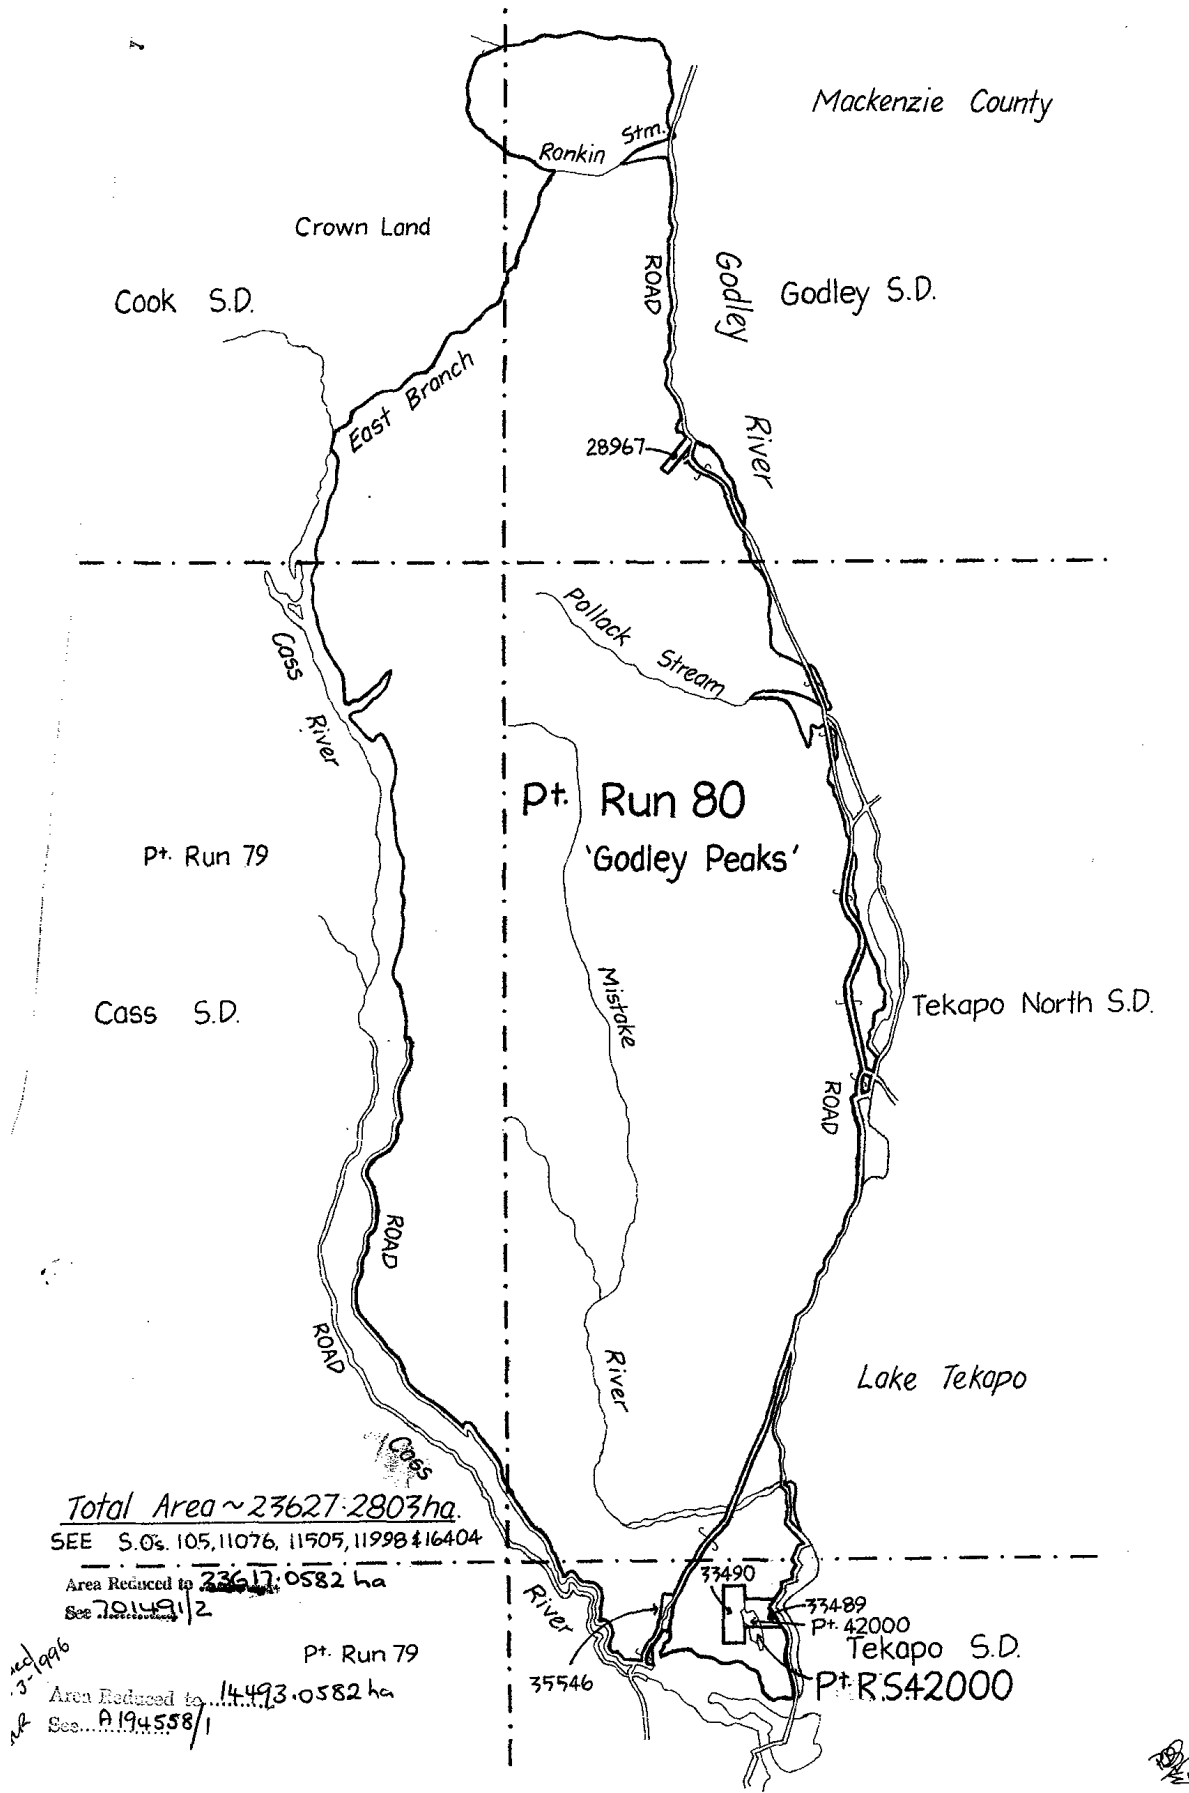 Mackenzie County
Rankin Stm.
Crown Land
Cook S.D.
ROAD
Godley
River
Godley S.D.
East Branch
28967
Pollack Stream
Cass
River
Pt. Run 80
'Godley Peaks'
Pt. Run 79
Mistake
River
Cass S.D.
Tekapo North S.D.
ROAD
ROAD
ROAD
Lake Tekapo
Cass
River
Total Area ~ 23627.2803ha.
SEE S.O's. 105, 11076, 11505, 11998 & 16404
Area Reduced to 23617.0582 ha
See 701491/2
33490
33489
Pt. 42000
Tekapo S.D.
Pt. R.S 42000
35546
Pt. Run 79
3-1996
Area Reduced to 14493.0582 ha
See A194558/1